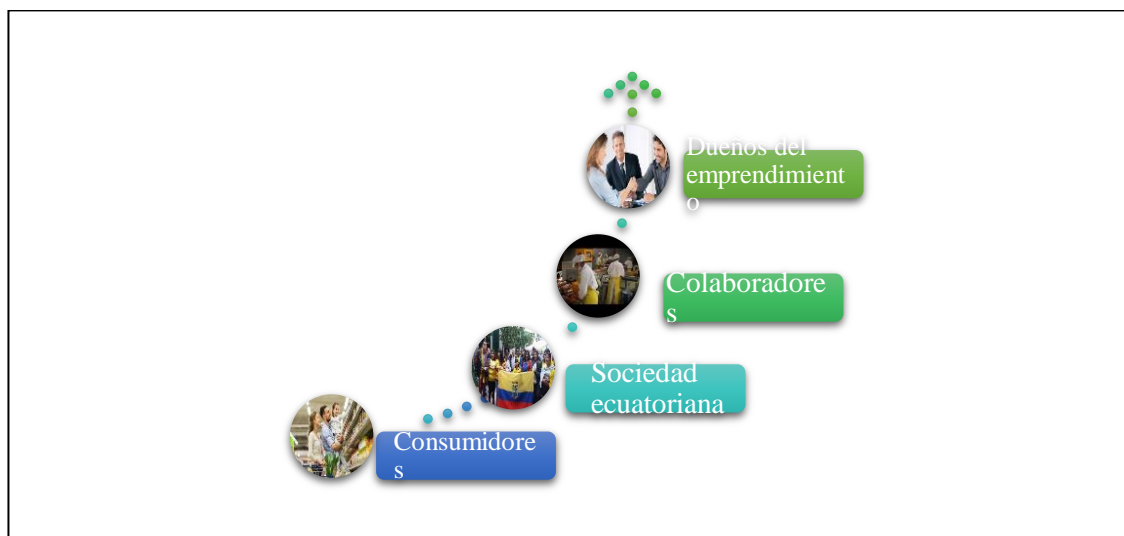 Dueños del
emprendimient
o
Colaboradore
s
Sociedad
ecuatoriana
Consumidore
s